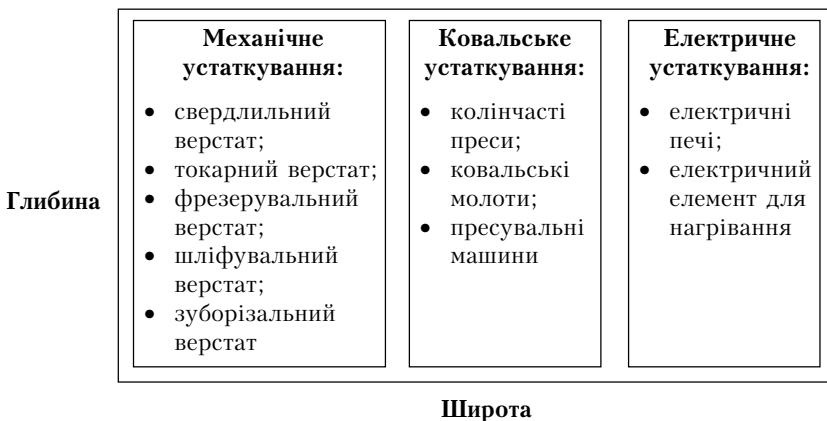 Механічне
устаткування:
• свердлильний
верстат;
• токарний верстат;
• фрезерувальний
верстат;
• шліфувальний
верстат;
• зуборізальний
верстат
Ковальське
устаткування:
• колінчасті
преси;
• ковальські
молоти;
• пресувальні
машини
Електричне
устаткування:
• електричні
печі;
• електричний
елемент для
нагрівання
Глибина
Широта